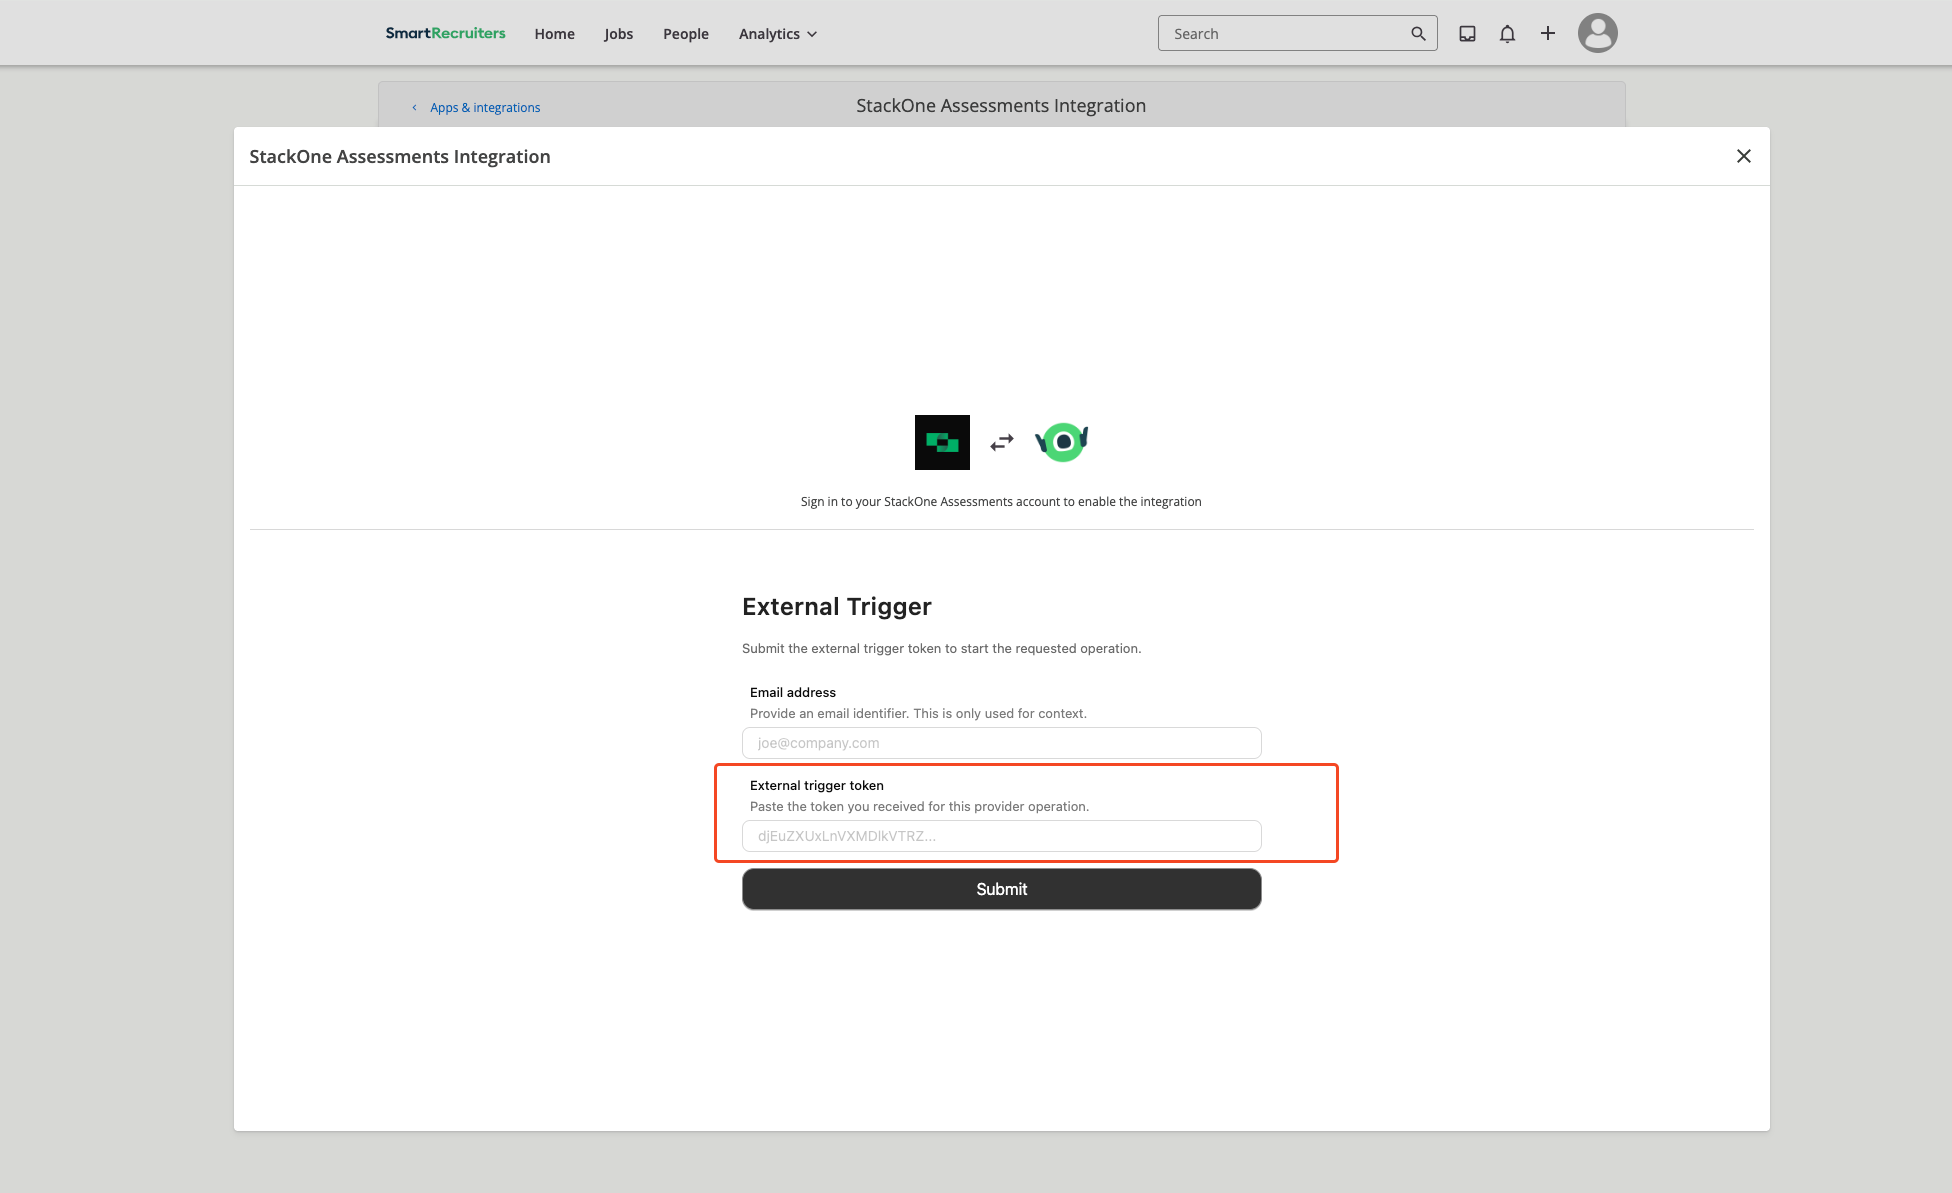 SmartRecruiters Home Jobs People Analytics Search
Apps & integrations StackOne Assessments Integration
StackOne Assessments Integration
Sign in to your StackOne Assessments account to enable the integration
External Trigger
Submit the external trigger token to start the requested operation.
Email address
Provide an email identifier. This is only used for context.
joe@company.com
External trigger token
Paste the token you received for this provider operation.
djEuZXUxLnVXMDlkVTRZ...
Submit